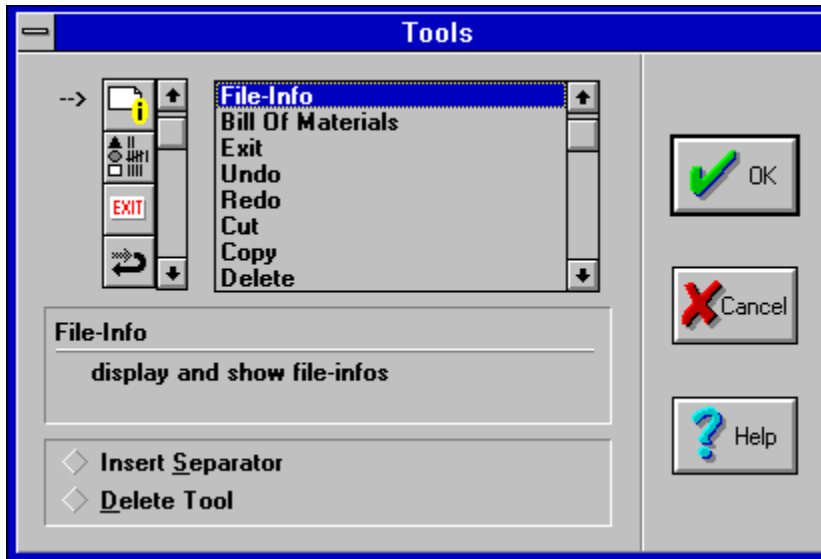 Tools
-->
i
EXIT
File-Info
Bill Of Materials
Exit
Undo
Redo
Cut
Copy
Delete
OK
Cancel
Help
File-Info
display and show file-infos
Insert Separator
Delete Tool